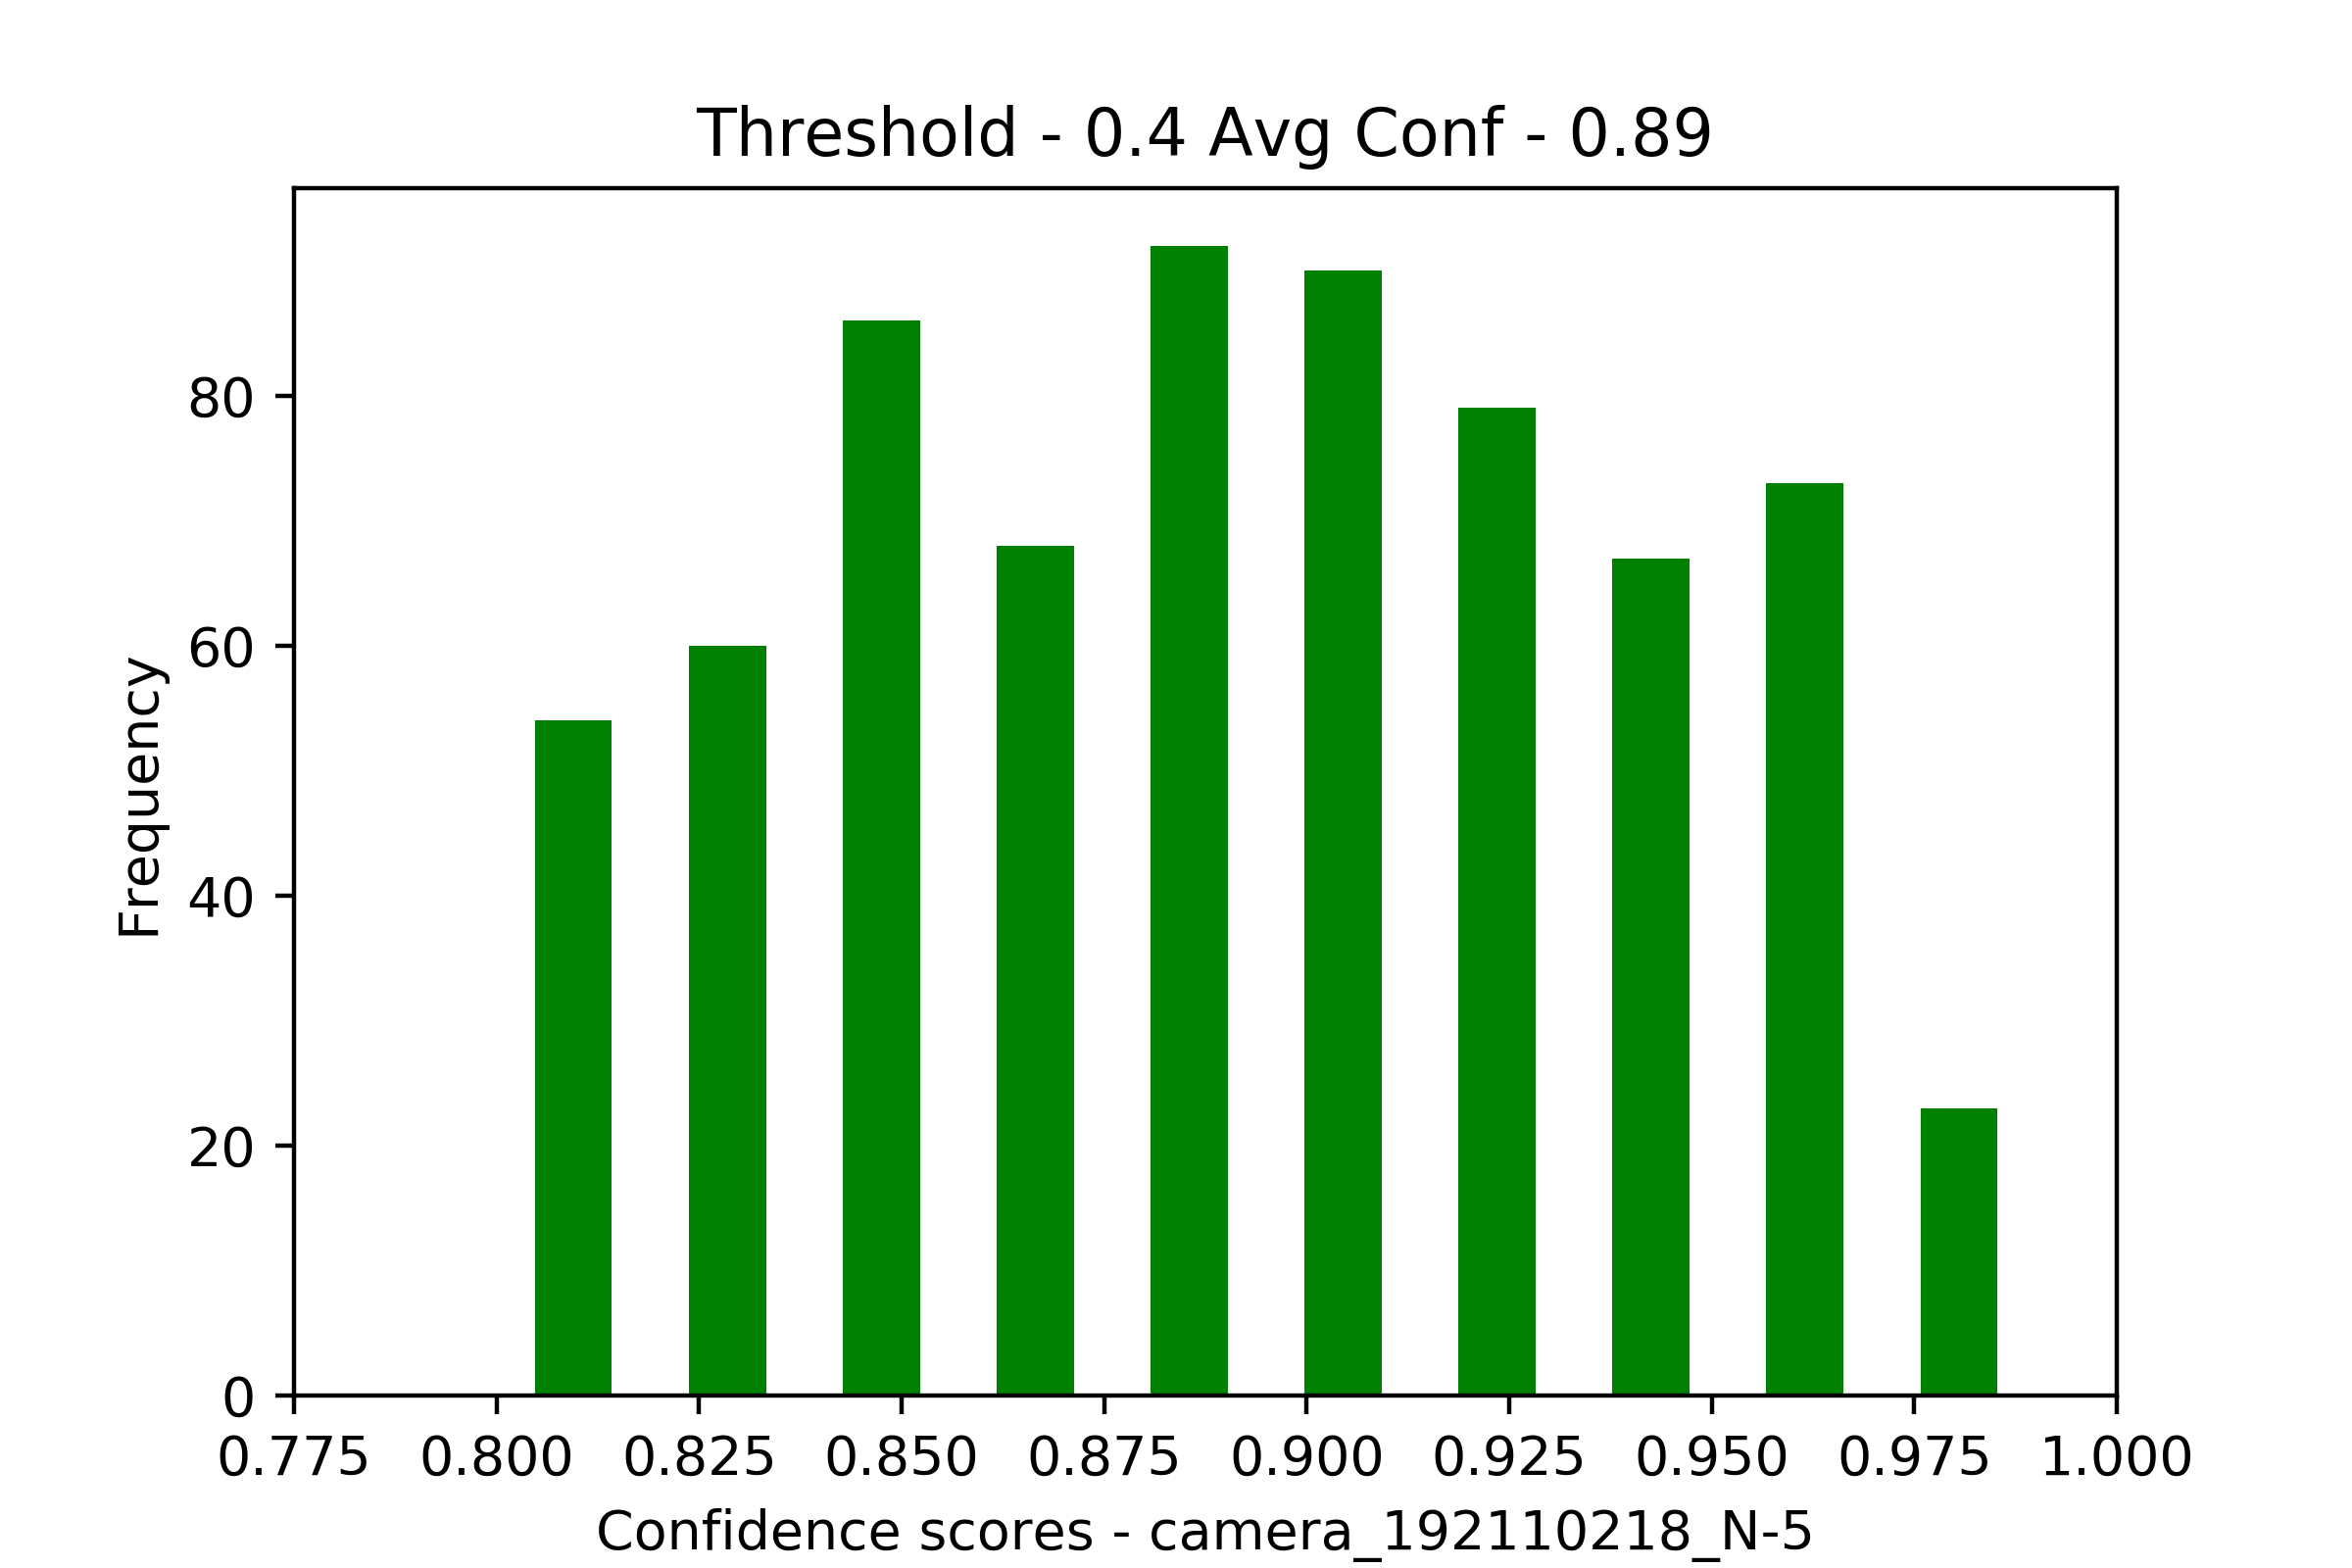 Threshold - 0.4 Avg Conf - 0.89
Frequency
80
60
40
20
0
0.775 0.800 0.825 0.850 0.875 0.900 0.925 0.950 0.975 1.000
Confidence scores - camera_192110218_N-5